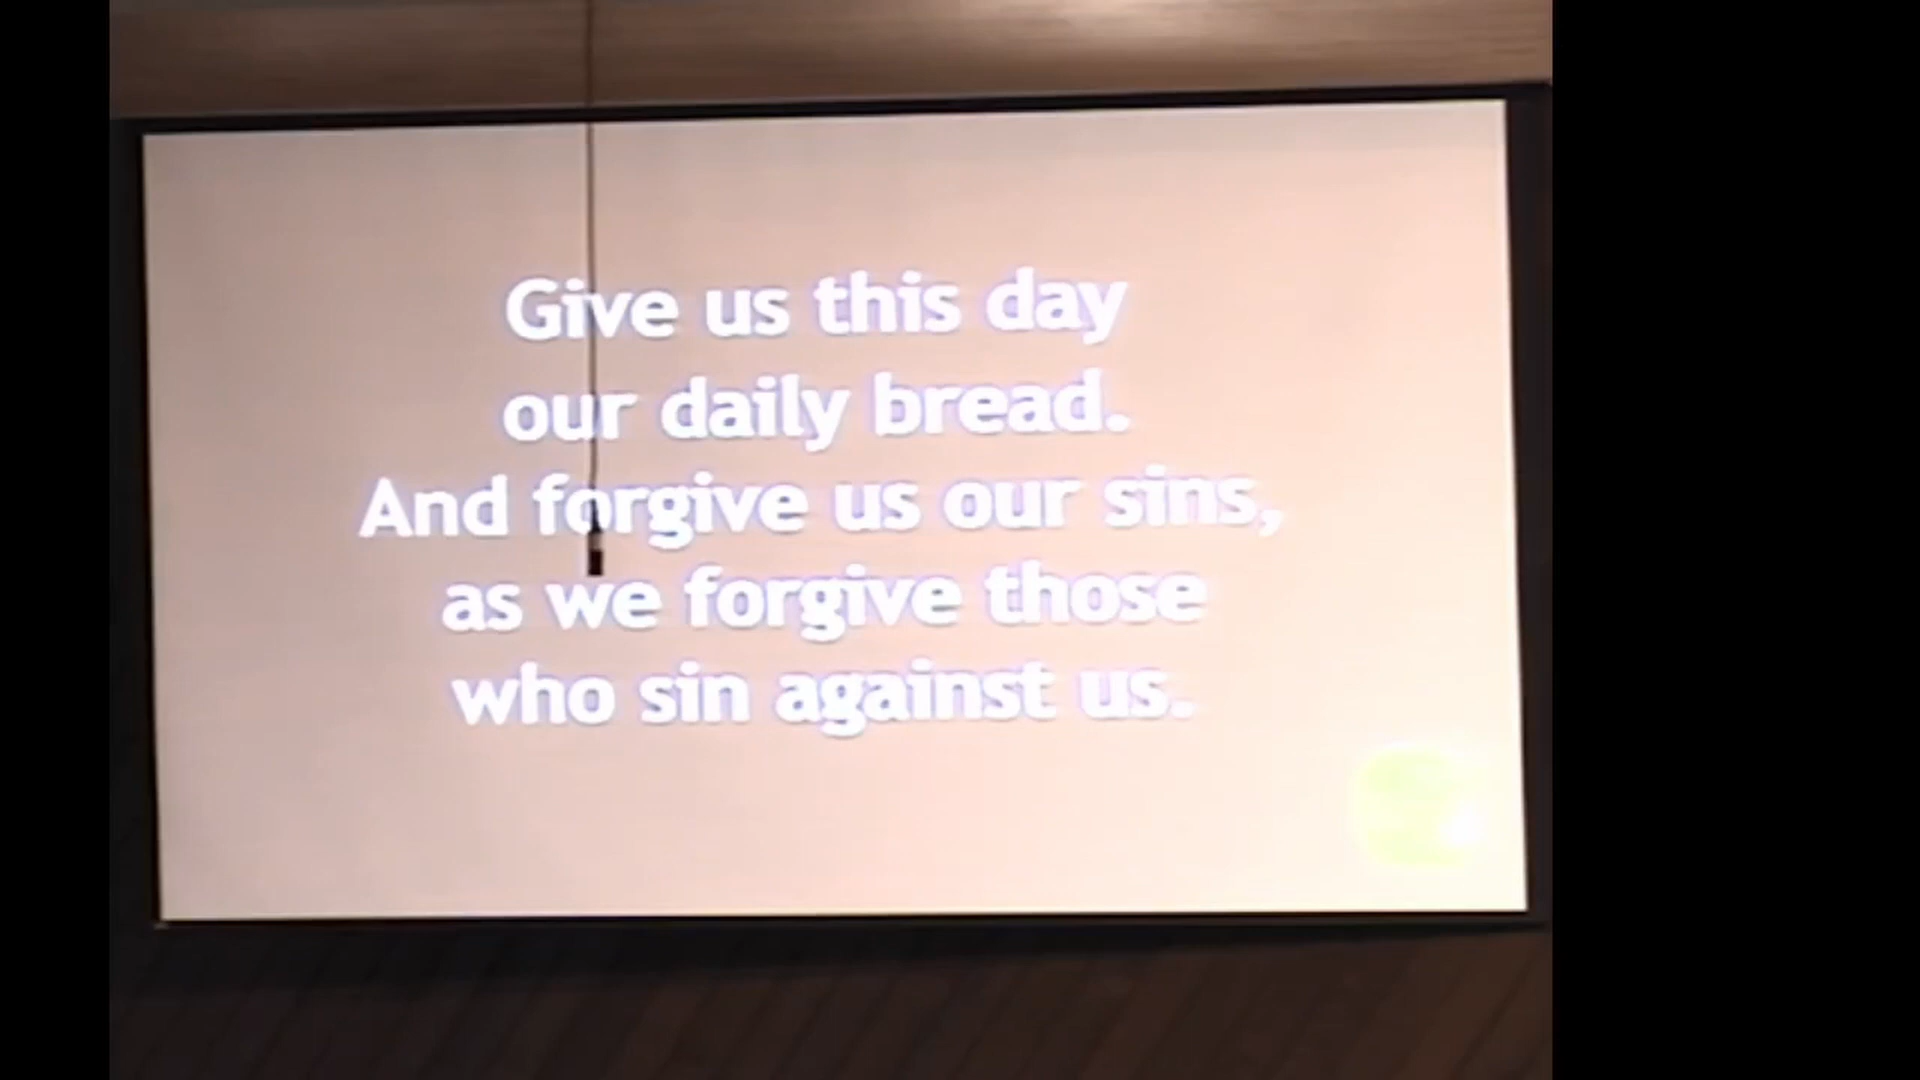 Give us this day
our daily bread.
And forgive us our sins,
as we forgive those
who sin against us.